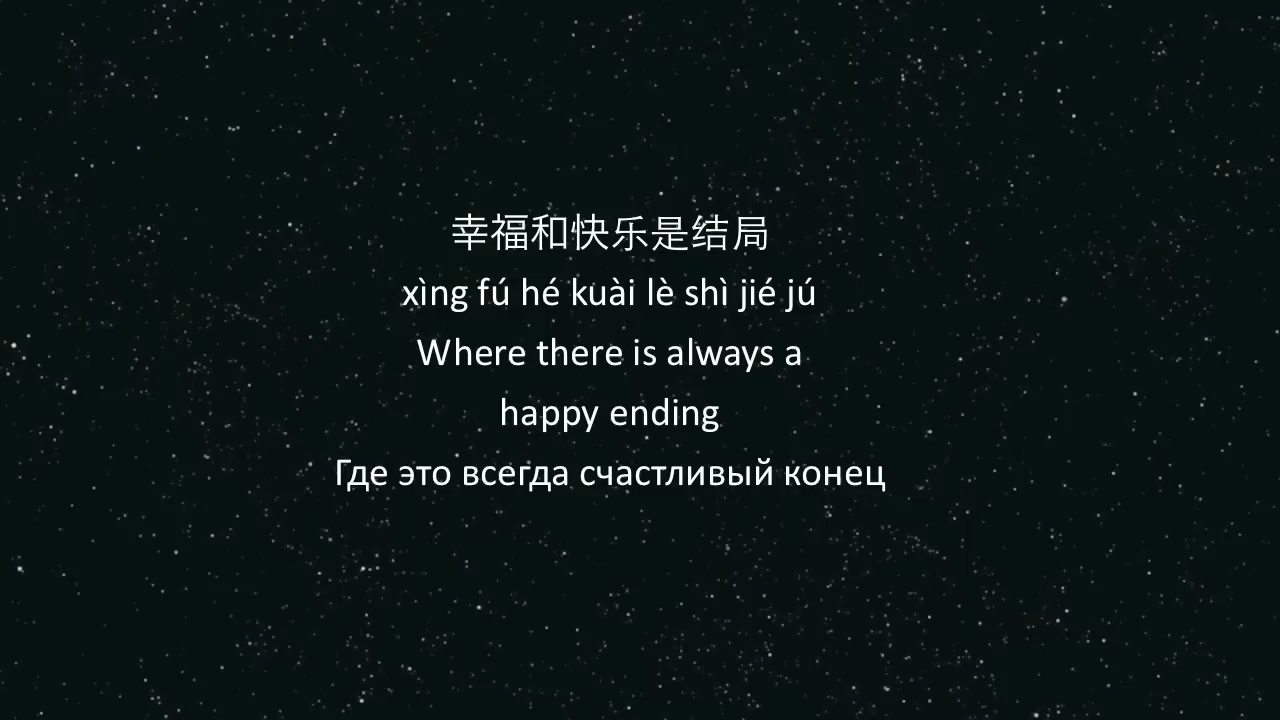 幸福和快乐是结局
xìng fú hé kuài lè shì jié jú
Where there is always a
happy ending
Где это всегда счастливый конец